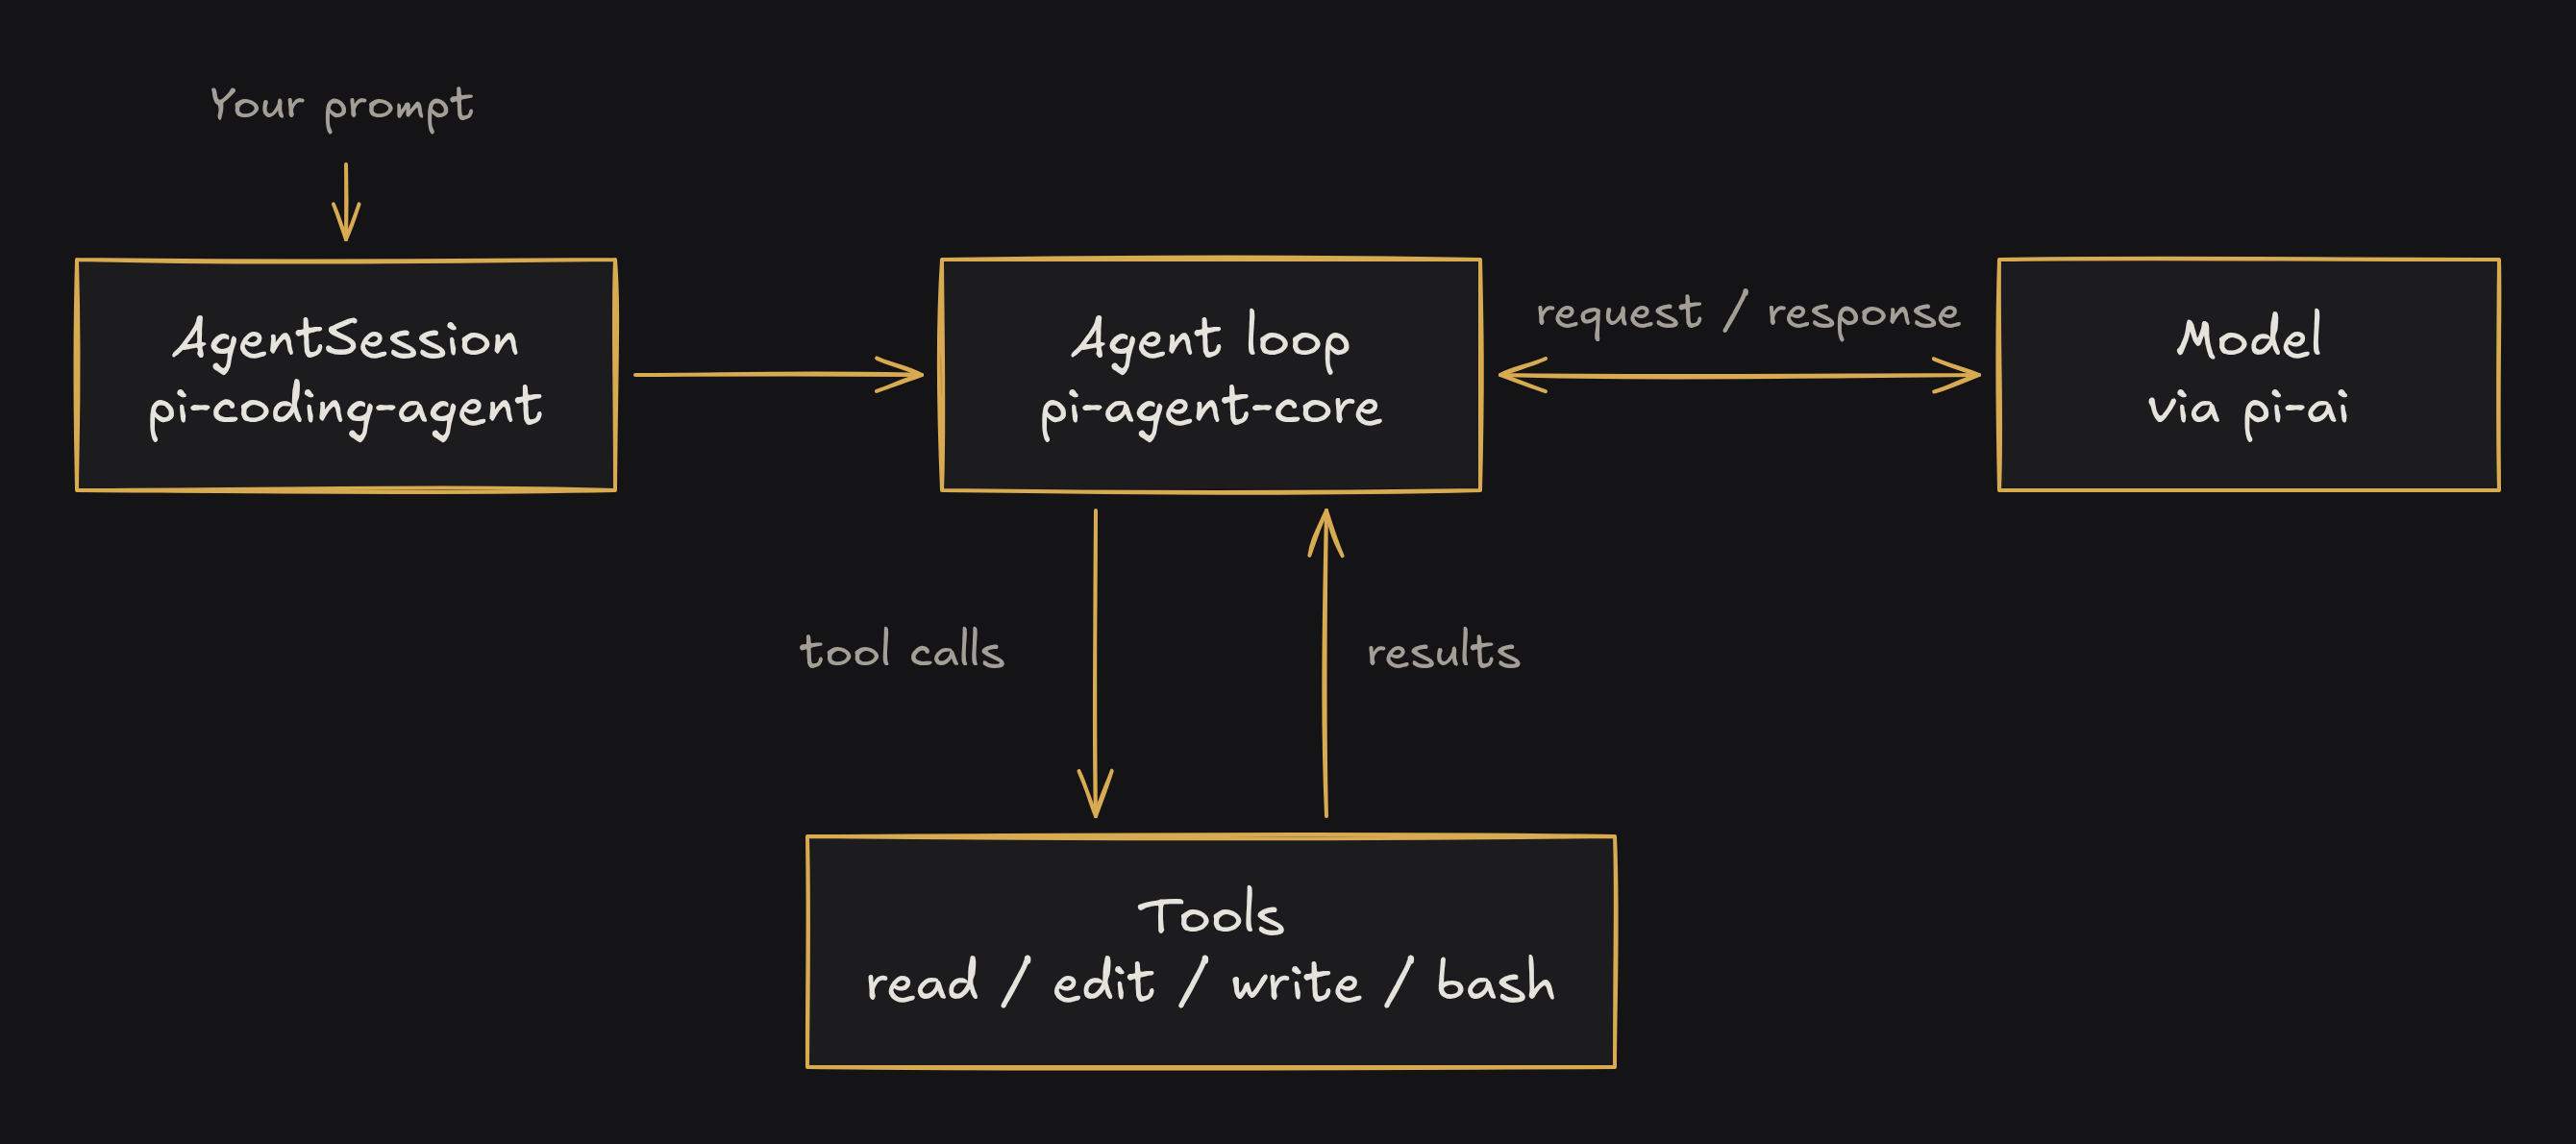 Your prompt
AgentSession
pi-coding-agent
Agent loop
pi-agent-core
request / response
Model
via pi-ai
tool calls
results
Tools
read / edit / write / bash